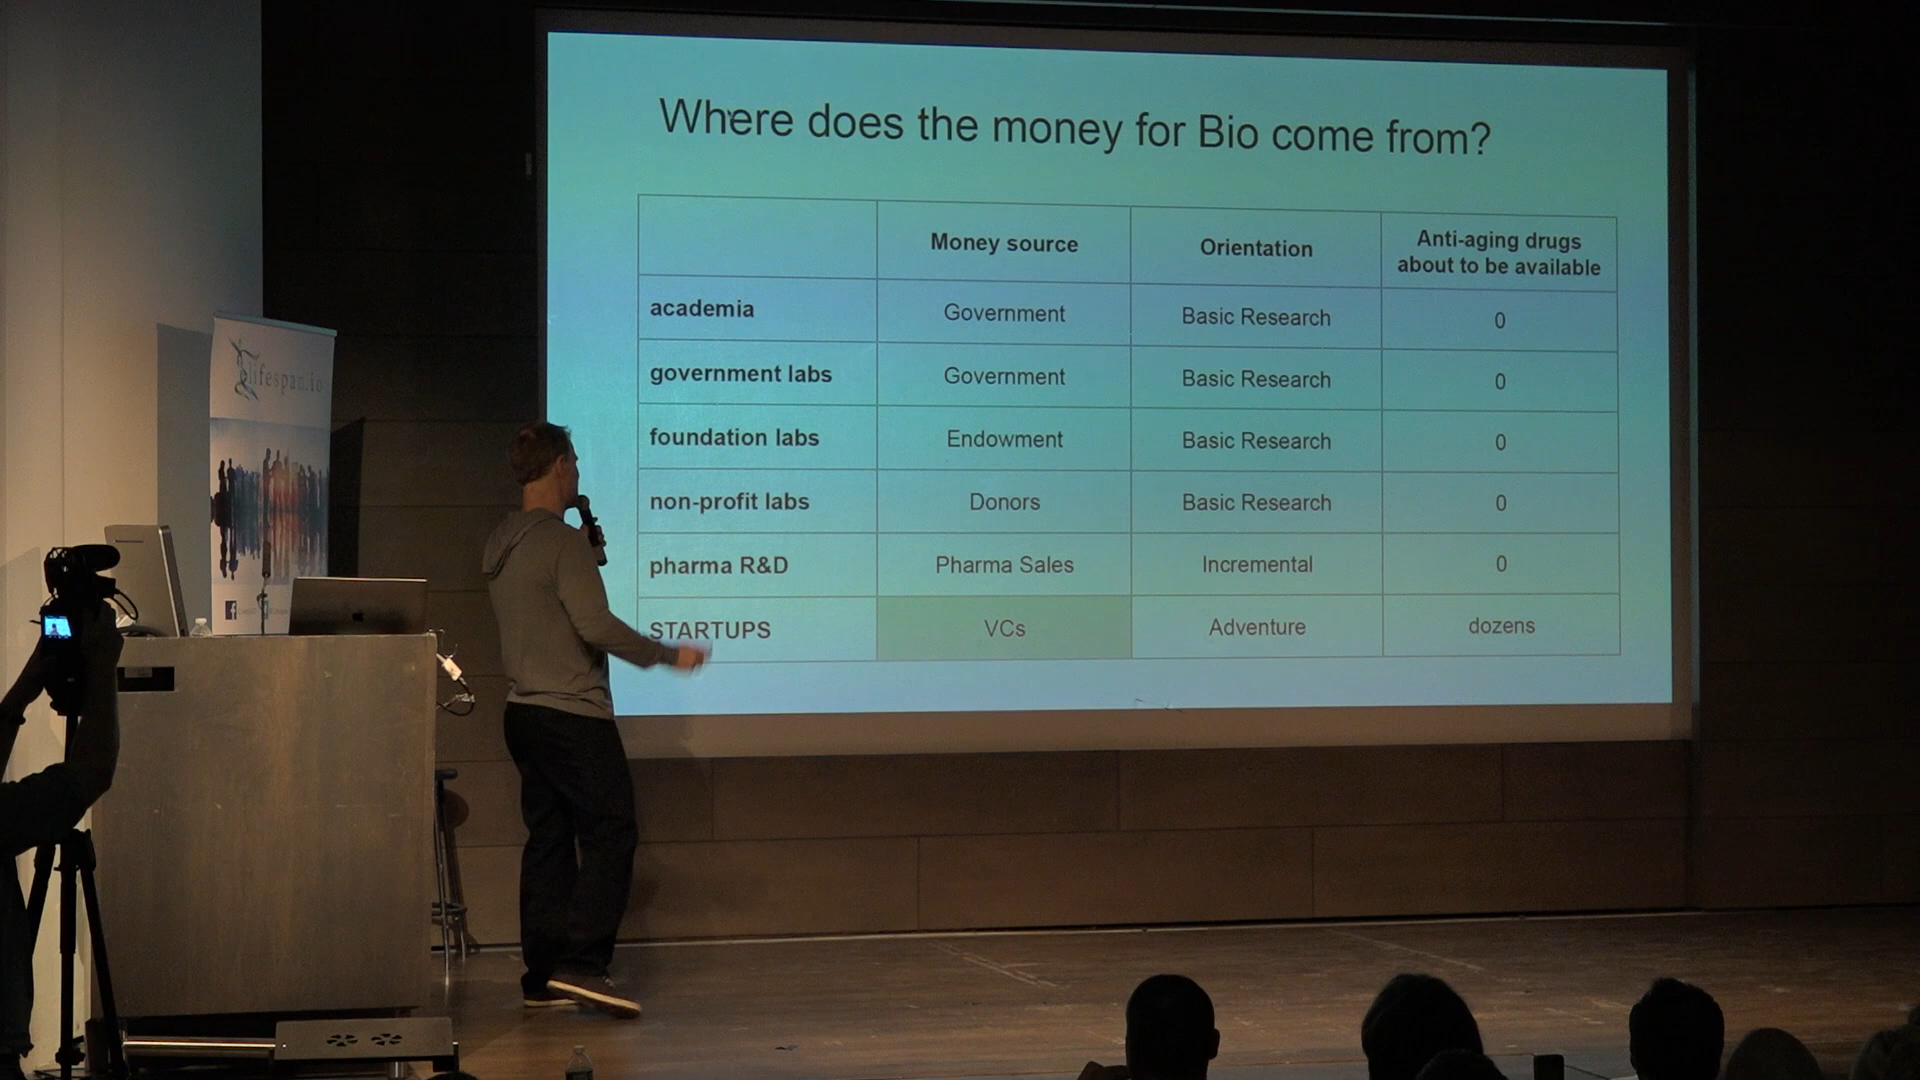 Where does the money for Bio come from?
Money source
Orientation
Anti-aging drugs
about to be available
academia
Government
Basic Research
0
government labs
Government
Basic Research
0
foundation labs
Endowment
Basic Research
0
non-profit labs
Donors
Basic Research
0
pharma R&D
Pharma Sales
Incremental
0
STARTUPS
VCs
Adventure
dozens
lifespan.io